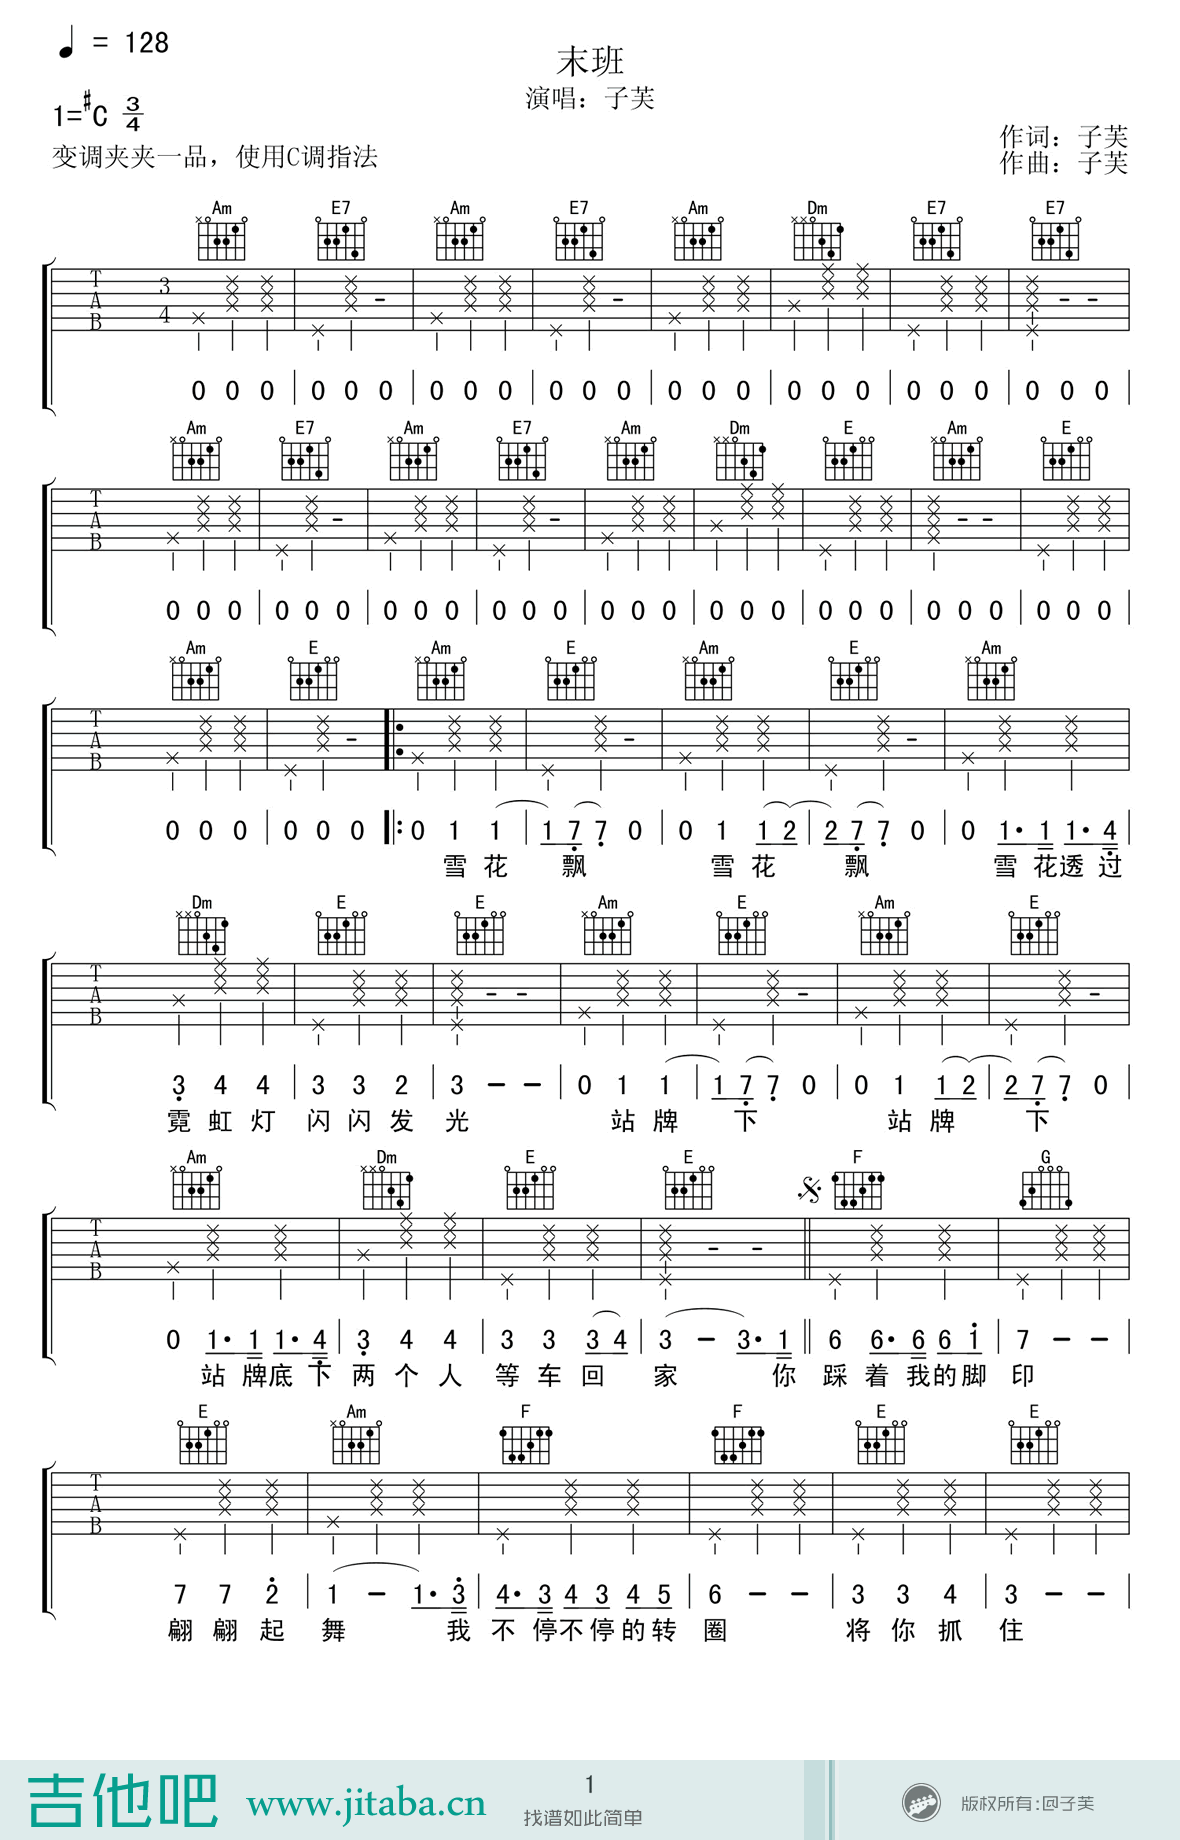 ♩ = 128
末班
演唱：子芙
1=#C 3/4
作词：子芙
变调夹夹一品，使用C调指法
作曲：子芙
Am E7 Am E7 Am Dm E7 E7
T A B 3 4
0 0 0 | 0 0 0 | 0 0 0 | 0 0 0 | 0 0 0 | 0 0 0 | 0 0 0 | 0 0 0 |
Am E7 Am E7 Am Dm E Am E
T A B
0 0 0 | 0 0 0 | 0 0 0 | 0 0 0 | 0 0 0 | 0 0 0 | 0 0 0 | 0 0 0 | 0 0 0 |
Am E Am E Am E Am
T A B
0 0 0 | 0 0 0 |: 0 1 1 | 1 7 7 0 | 0 1 1 2 | 2 7 7 0 | 0 1· 1 1· 4 |
雪 花 飘 雪 花 飘 雪 花 透 过
Dm E E Am E Am E
T A B
3 4 4 | 3 3 2 | 3 - - | 0 1 1 | 1 7 7 0 | 0 1 1 2 | 2 7 7 0 |
霓 虹 灯 闪 闪 发 光 站 牌 下 站 牌 下
Am Dm E E F G
T A B
0 1· 1 1· 4 | 3 4 4 | 3 3 3 4 | 3 - 3· 1 || 6 6· 6 6 1 | 7 - - |
站 牌 底 下 两 个 人 等 车 回 家 你 踩 着 我 的 脚 印
E Am F F E E
T A B
7 7 2 | 1 - 1· 3 | 4· 3 4 3 4 5 | 6 - - | 3 3 4 | 3 - - |
翩 翩 起 舞 我 不 停 不 停 的 转 圈 将 你 抓 住
吉他吧 www.jitaba.cn
1
找谱如此简单
版权所有:@子芙